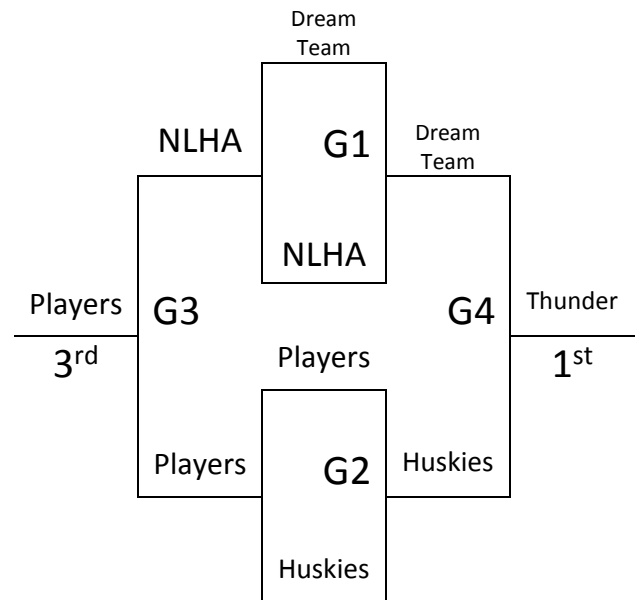 Dream
Team
NLHA
G1
Dream
Team
NLHA
Players
G3
G4
Thunder
3rd
Players
1st
Players
G2
Huskies
Huskies